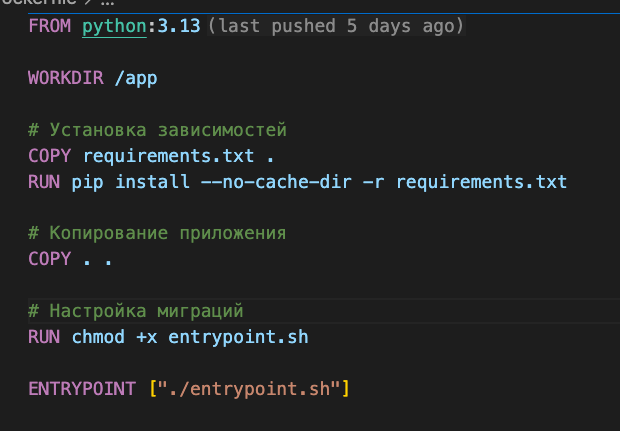 FROM python:3.13 (last pushed 5 days ago)
WORKDIR /app
# Установка зависимостей
COPY requirements.txt .
RUN pip install --no-cache-dir -r requirements.txt
# Копирование приложения
COPY . .
# Настройка миграций
RUN chmod +x entrypoint.sh
ENTRYPOINT ["./entrypoint.sh"]